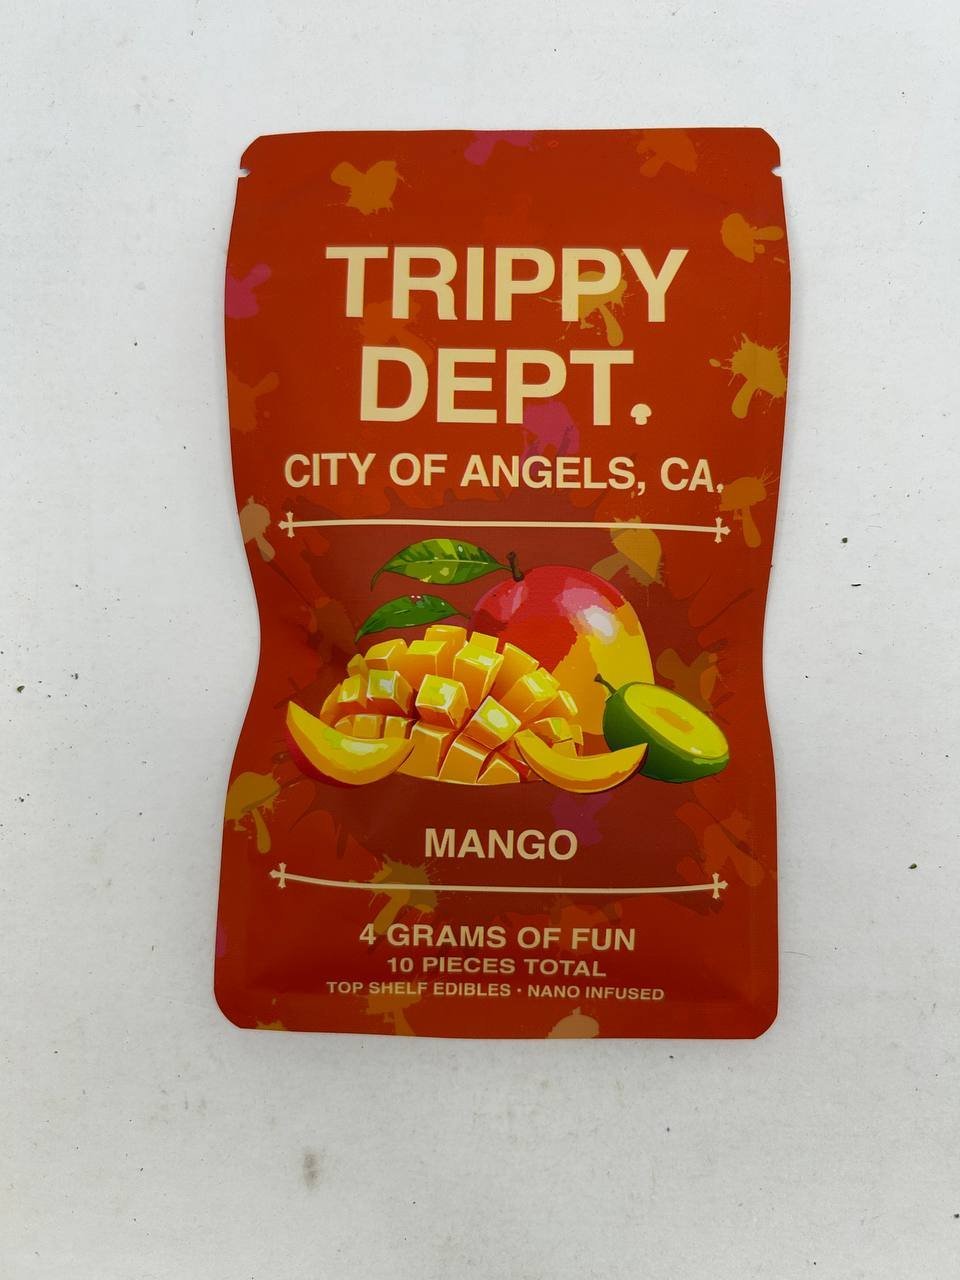 TRIPPY
DEPT.
CITY OF ANGELS, CA.
MANGO
4 GRAMS OF FUN
10 PIECES TOTAL
TOP SHELF EDIBLES · NANO INFUSED